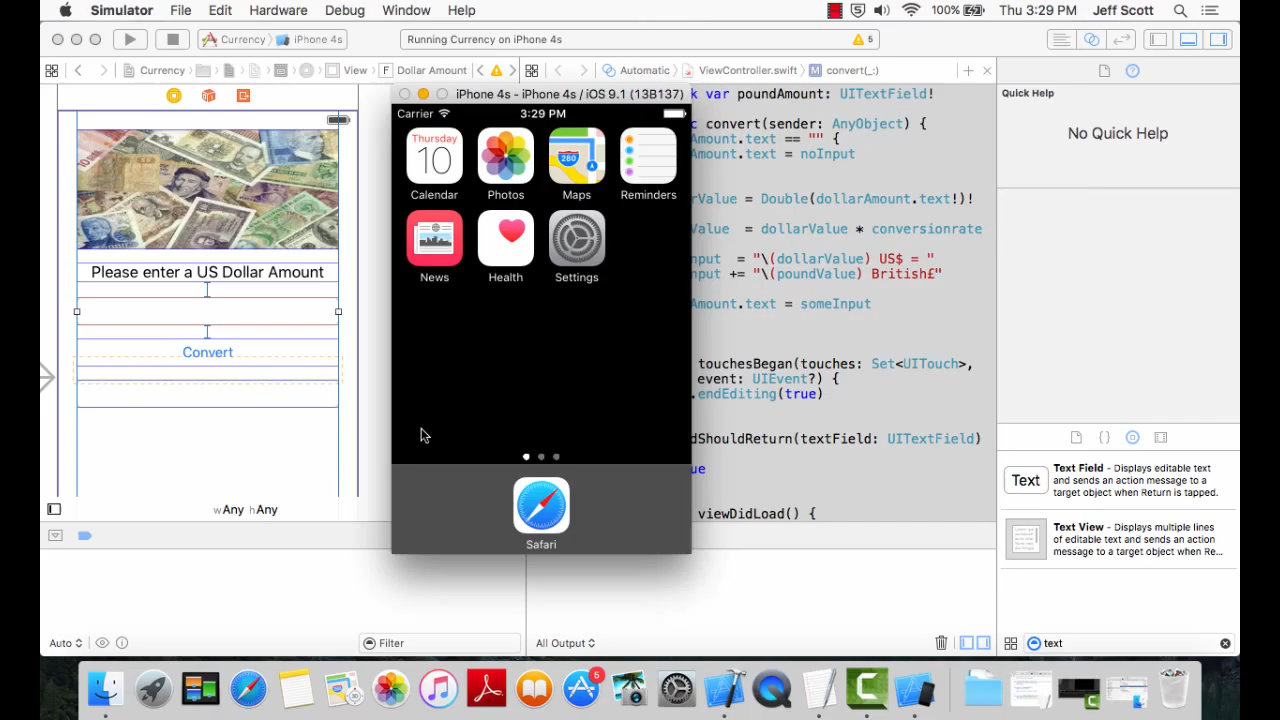 Simulator File Edit Hardware Debug Window Help 100% Thu 3:29 PM Jeff Scott
Currency iPhone 4s Running Currency on iPhone 4s 5
Currency View F Dollar Amount Automatic ViewController.swift M convert(_:)
iPhone 4s - iPhone 4s / iOS 9.1 (13B137)
Carrier 3:29 PM
Thursday
10
280
Calendar Photos Maps Reminders
News Health Settings
Safari
Please enter a US Dollar Amount
Convert
wAny hAny
k var poundAmount: UITextField!
c convert(sender: AnyObject) {
Amount.text == "" {
Amount.text = noInput
rValue = Double(dollarAmount.text!)!
Value = dollarValue * conversionrate
nput = "\(dollarValue) US$ = "
nput += "\(poundValue) British£"
Amount.text = someInput
touchesBegan(touches: Set<UITouch>,
event: UIEvent?) {
.endEditing(true)
dShouldReturn(textField: UITextField)
ue
viewDidLoad() {
Quick Help
No Quick Help
Text
Text Field - Displays editable text
and sends an action message to a
target object when Return is tapped.
Text View - Displays multiple lines
of editable text and sends an action
message to a target object when Re...
Auto Filter All Output text
5